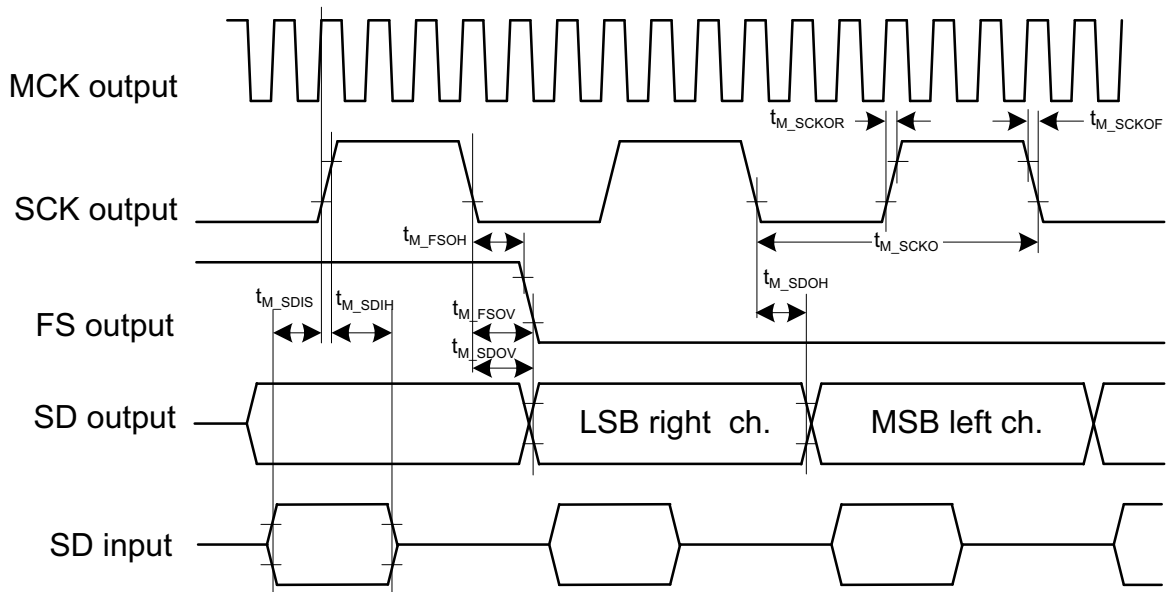 MCK output
tM_SCKOR
tM_SCKOF
SCK output
tM_FSOH
tM_SCKO
tM_SDIS
tM_SDIH
tM_SDOH
FS output
tM_FSOV
tM_SDOV
SD output
LSB right ch.
MSB left ch.
SD input